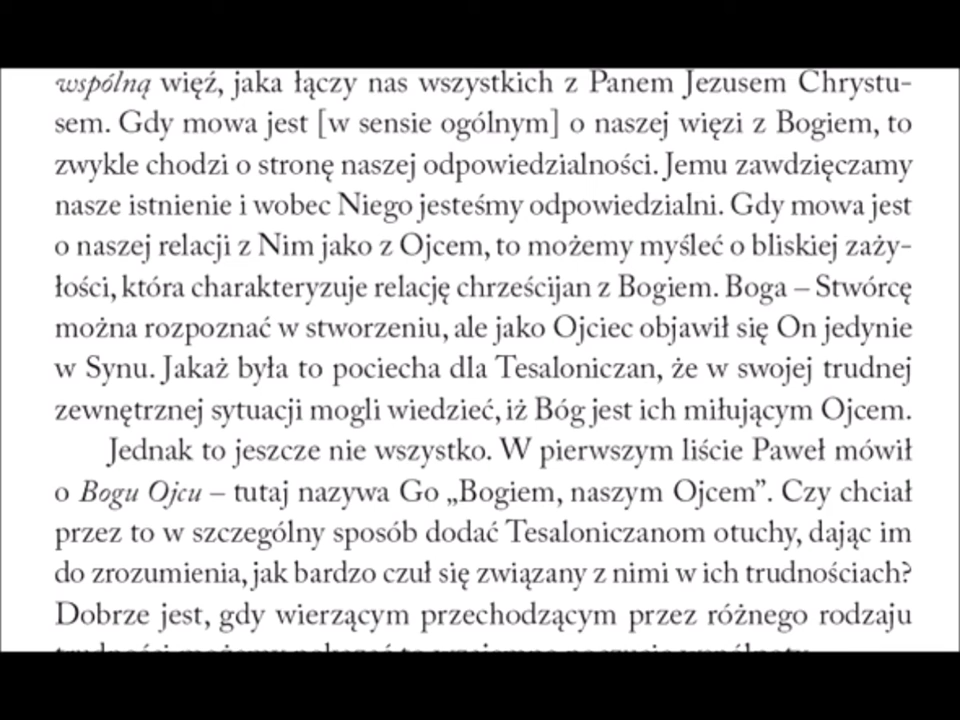 wspólną więź, jaka łączy nas wszystkich z Panem Jezusem Chrystu-
sem. Gdy mowa jest [w sensie ogólnym] o naszej więzi z Bogiem, to
zwykle chodzi o stronę naszej odpowiedzialności. Jemu zawdzięczamy
nasze istnienie i wobec Niego jesteśmy odpowiedzialni. Gdy mowa jest
o naszej relacji z Nim jako z Ojcem, to możemy myśleć o bliskiej zaży-
łości, która charakteryzuje relację chrześcijan z Bogiem. Boga – Stwórcę
można rozpoznać w stworzeniu, ale jako Ojciec objawił się On jedynie
w Synu. Jakaż była to pociecha dla Tesaloniczan, że w swojej trudnej
zewnętrznej sytuacji mogli wiedzieć, iż Bóg jest ich miłującym Ojcem.
Jednak to jeszcze nie wszystko. W pierwszym liście Paweł mówił
o Bogu Ojcu – tutaj nazywa Go „Bogiem, naszym Ojcem”. Czy chciał
przez to w szczególny sposób dodać Tesaloniczanom otuchy, dając im
do zrozumienia, jak bardzo czuł się związany z nimi w ich trudnościach?
Dobrze jest, gdy wierzącym przechodzącym przez różnego rodzaju